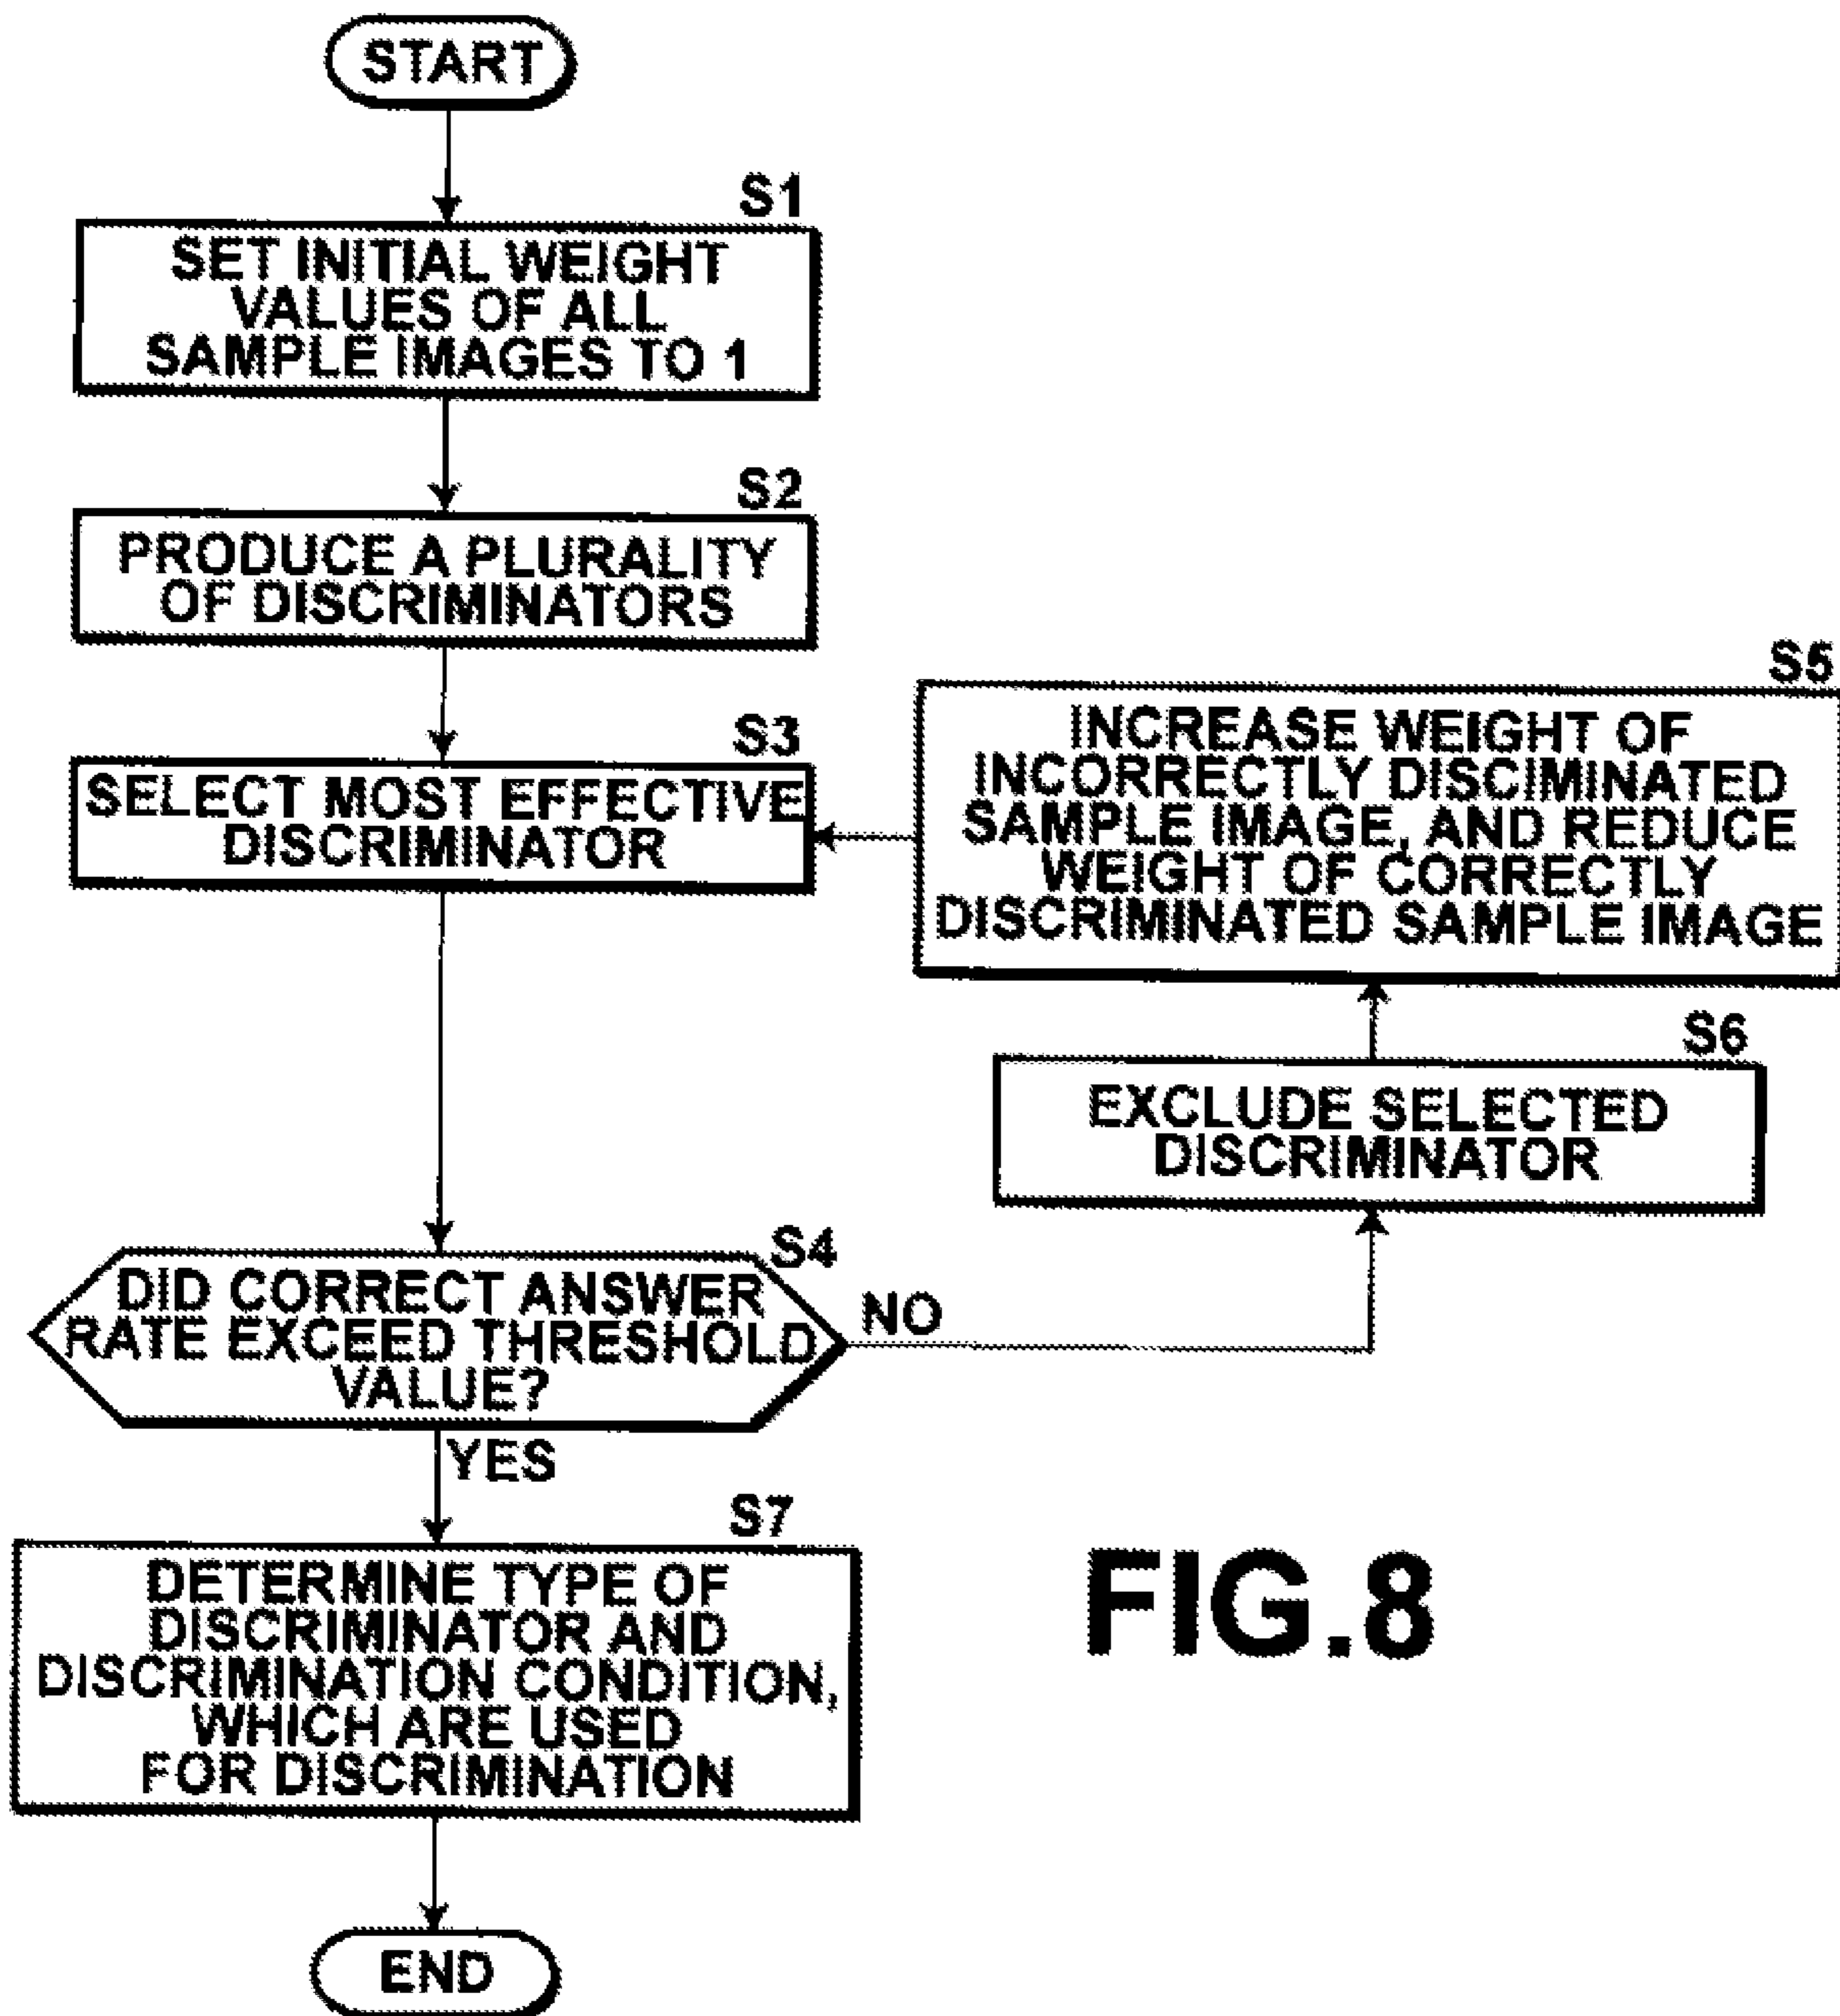 START
S1
SET INITIAL WEIGHT
VALUES OF ALL
SAMPLE IMAGES TO 1
S2
PRODUCE A PLURALITY
OF DISCRIMINATORS
S3
SELECT MOST EFFECTIVE
DISCRIMINATOR
S5
INCREASE WEIGHT OF
INCORRECTLY DISCIMINATED
SAMPLE IMAGE, AND REDUCE
WEIGHT OF CORRECTLY
DISCRIMINATED SAMPLE IMAGE
S6
EXCLUDE SELECTED
DISCRIMINATOR
S4
DID CORRECT ANSWER
RATE EXCEED THRESHOLD
VALUE?
NO
YES
S7
DETERMINE TYPE OF
DISCRIMINATOR AND
DISCRIMINATION CONDITION,
WHICH ARE USED
FOR DISCRIMINATION
END
FIG.8